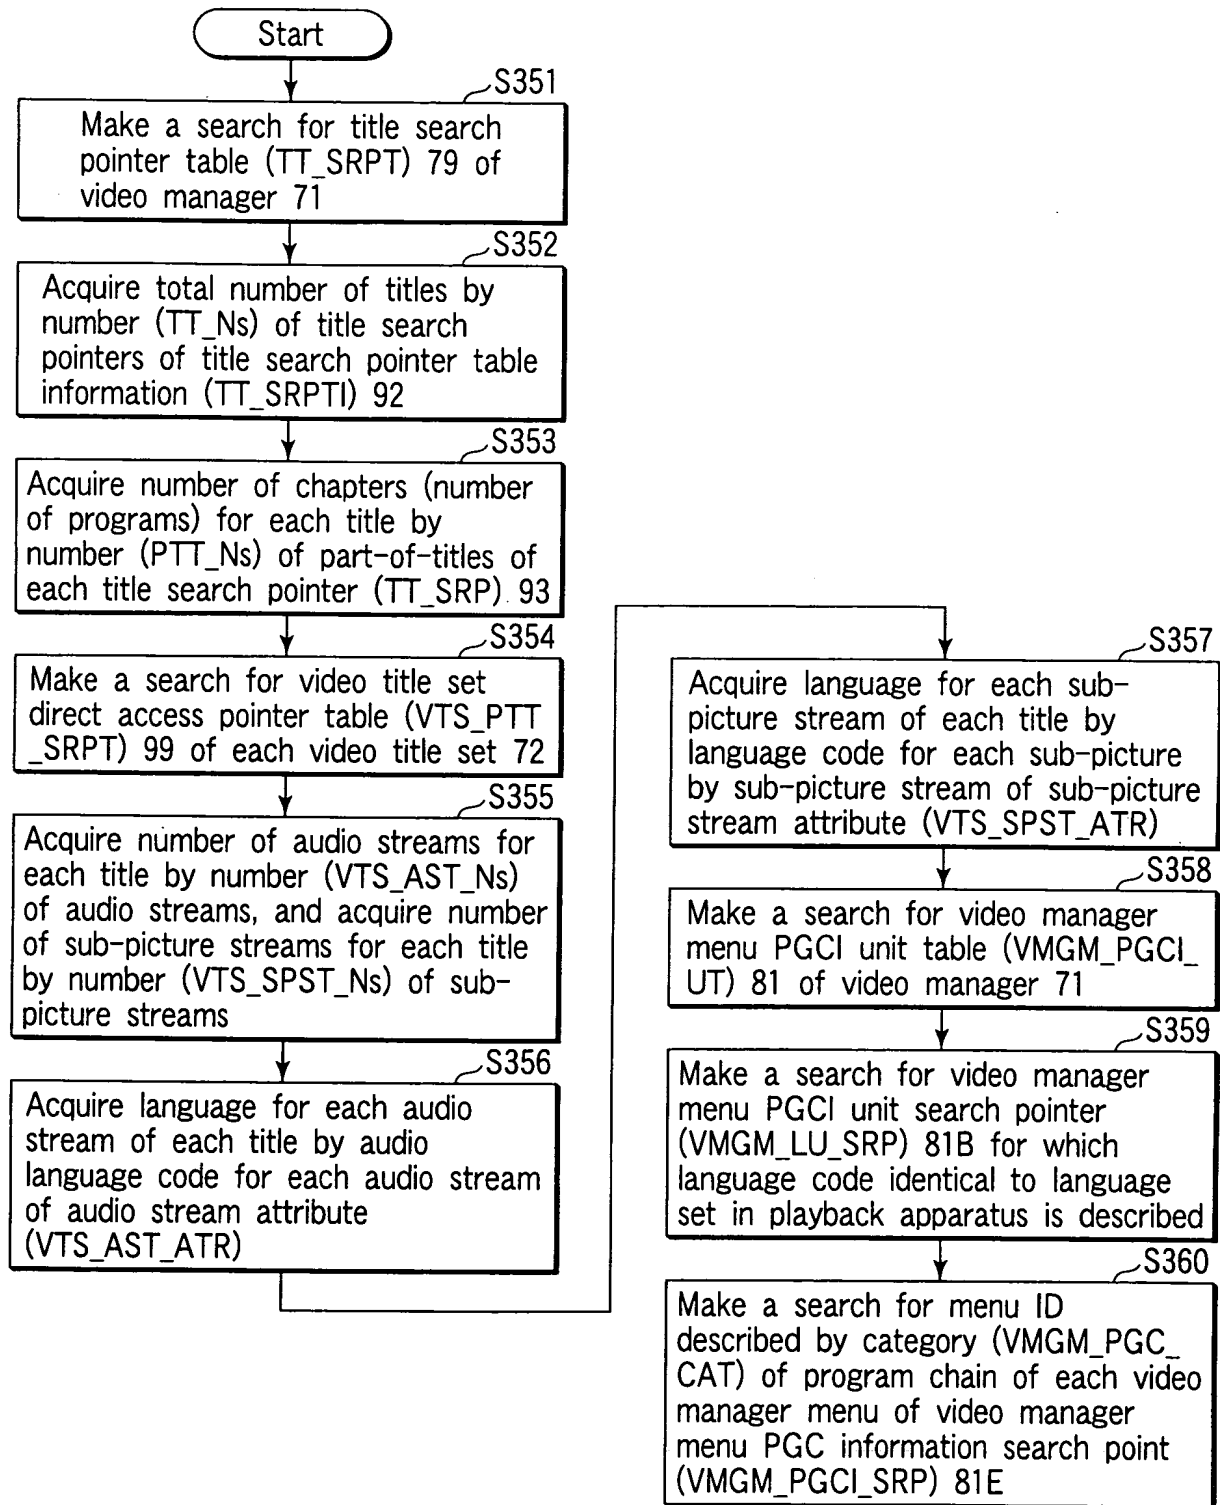 Start
S351
Make a search for title search
pointer table (TT_SRPT) 79 of
video manager 71
S352
Acquire total number of titles by
number (TT_Ns) of title search
pointers of title search pointer table
information (TT_SRPTI) 92
S353
Acquire number of chapters (number
of programs) for each title by
number (PTT_Ns) of part-of-titles of
each title search pointer (TT_SRP) 93
S354
Make a search for video title set
direct access pointer table (VTS_PTT
_SRPT) 99 of each video title set 72
S355
Acquire number of audio streams for
each title by number (VTS_AST_Ns)
of audio streams, and acquire number
of sub-picture streams for each title
by number (VTS_SPST_Ns) of sub-
picture streams
S356
Acquire language for each audio
stream of each title by audio
language code for each audio stream
of audio stream attribute
(VTS_AST_ATR)
S357
Acquire language for each sub-
picture stream of each title by
language code for each sub-picture
by sub-picture stream of sub-picture
stream attribute (VTS_SPST_ATR)
S358
Make a search for video manager
menu PGCI unit table (VMGM_PGCI_
UT) 81 of video manager 71
S359
Make a search for video manager
menu PGCI unit search pointer
(VMGM_LU_SRP) 81B for which
language code identical to language
set in playback apparatus is described
S360
Make a search for menu ID
described by category (VMGM_PGC_
CAT) of program chain of each video
manager menu of video manager
menu PGC information search point
(VMGM_PGCI_SRP) 81E